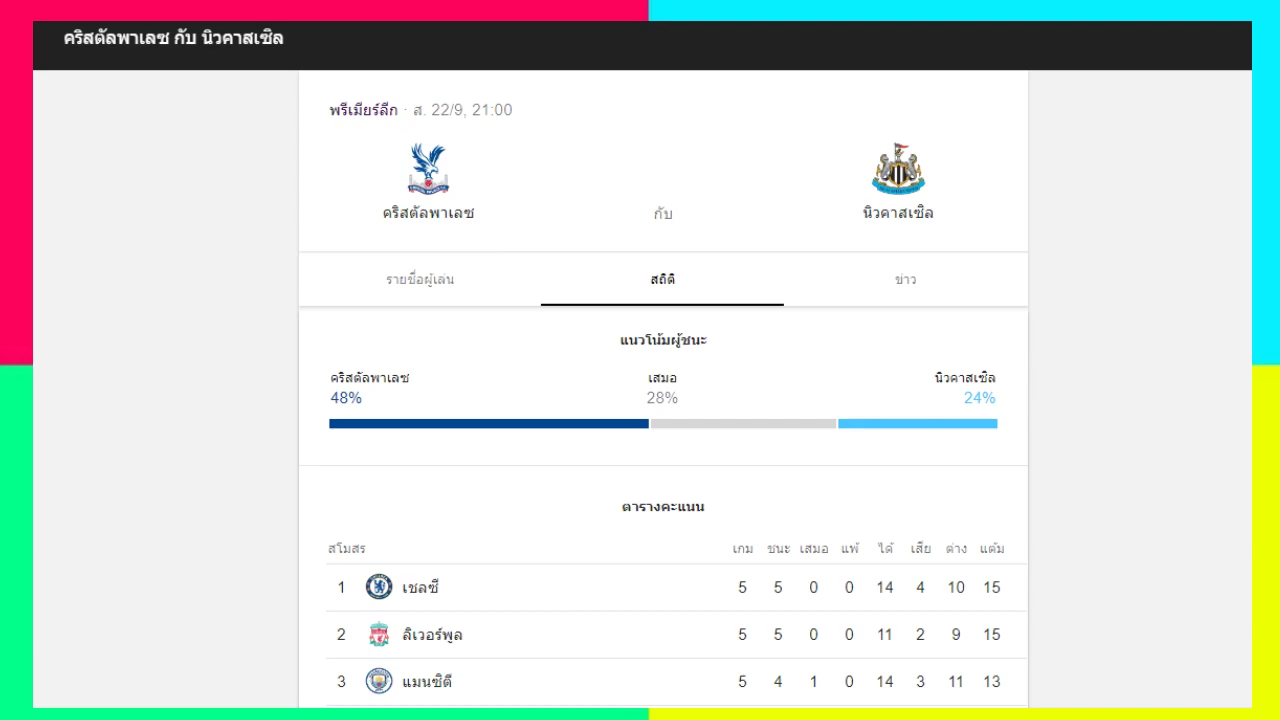 คริสตัลพาเลซ กับ นิวคาสเซิล
พรีเมียร์ลีก · ส. 22/9, 21:00
คริสตัลพาเลซ กับ นิวคาสเซิล
รายชื่อผู้เล่น สถิติ ข่าว
แนวโน้มผู้ชนะ
คริสตัลพาเลซ เสมอ นิวคาสเซิล
48% 28% 24%
ตารางคะแนน
สโมสร เกม ชนะ เสมอ แพ้ ได้ เสีย ต่าง แต้ม
1 เชลซี 5 5 0 0 14 4 10 15
2 ลิเวอร์พูล 5 5 0 0 11 2 9 15
3 แมนซิตี 5 4 1 0 14 3 11 13